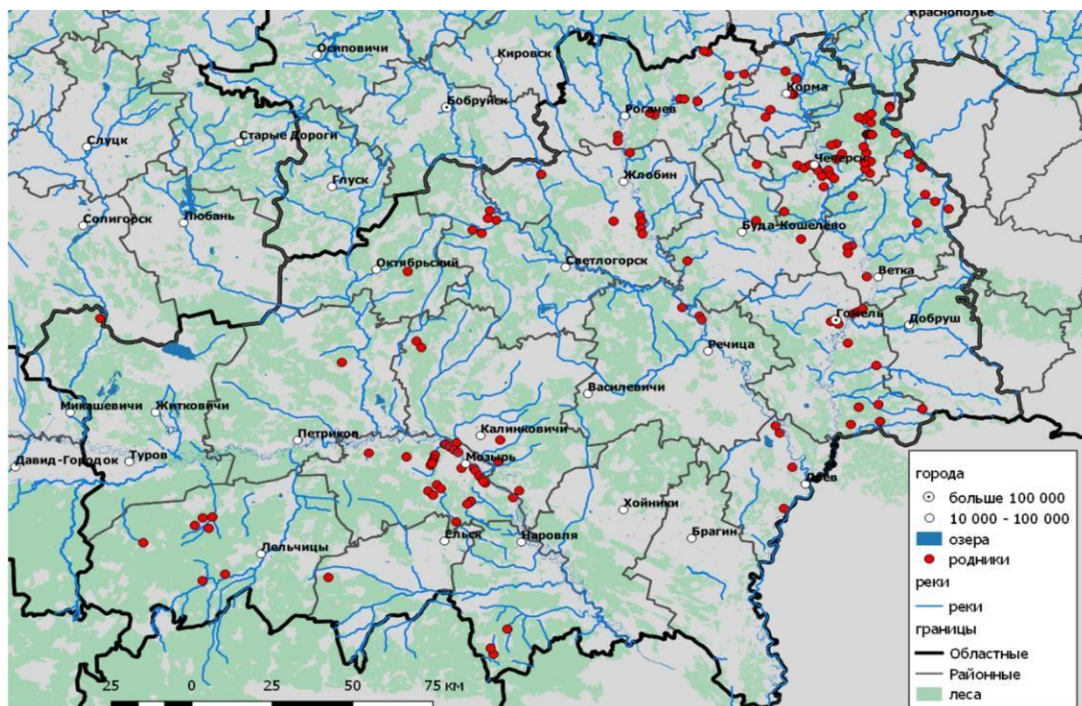 Краснополье
Осиповичи
Кировск
Корма
Бобруйск
Рогачев
Слуцк
Старые Дороги
Чечерск
Глуск
Жлобин
Солигорск
Любань
Буда-Кошелёво
Октябрьский
Светлогорск
Ветка
Гомель
Добруш
Речица
Василевичи
Микашевичи
Житковичи
Петриков
Калинковичи
Давид-Городок
Туров
Мозырь
Лоев
Хойники
Ельск
Наровля
Брагин
Лельчицы
города
больше 100 000
10 000 - 100 000
озера
родники
реки
реки
границы
Областные
Районные
леса
25 0 25 50 75 км